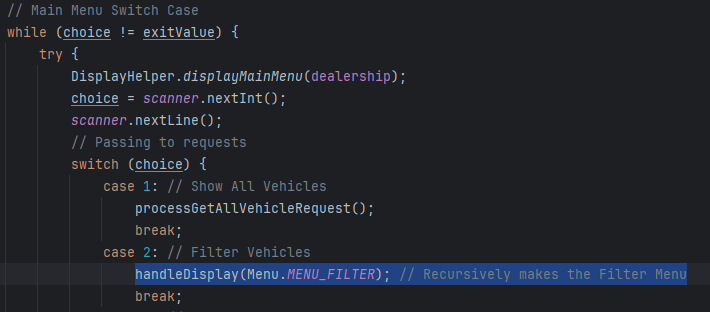 // Main Menu Switch Case
while (choice != exitValue) {
try {
DisplayHelper.displayMainMenu(dealership);
choice = scanner.nextInt();
scanner.nextLine();
// Passing to requests
switch (choice) {
case 1: // Show All Vehicles
processGetAllVehicleRequest();
break;
case 2: // Filter Vehicles
handleDisplay(Menu.MENU_FILTER); // Recursively makes the Filter Menu
break;